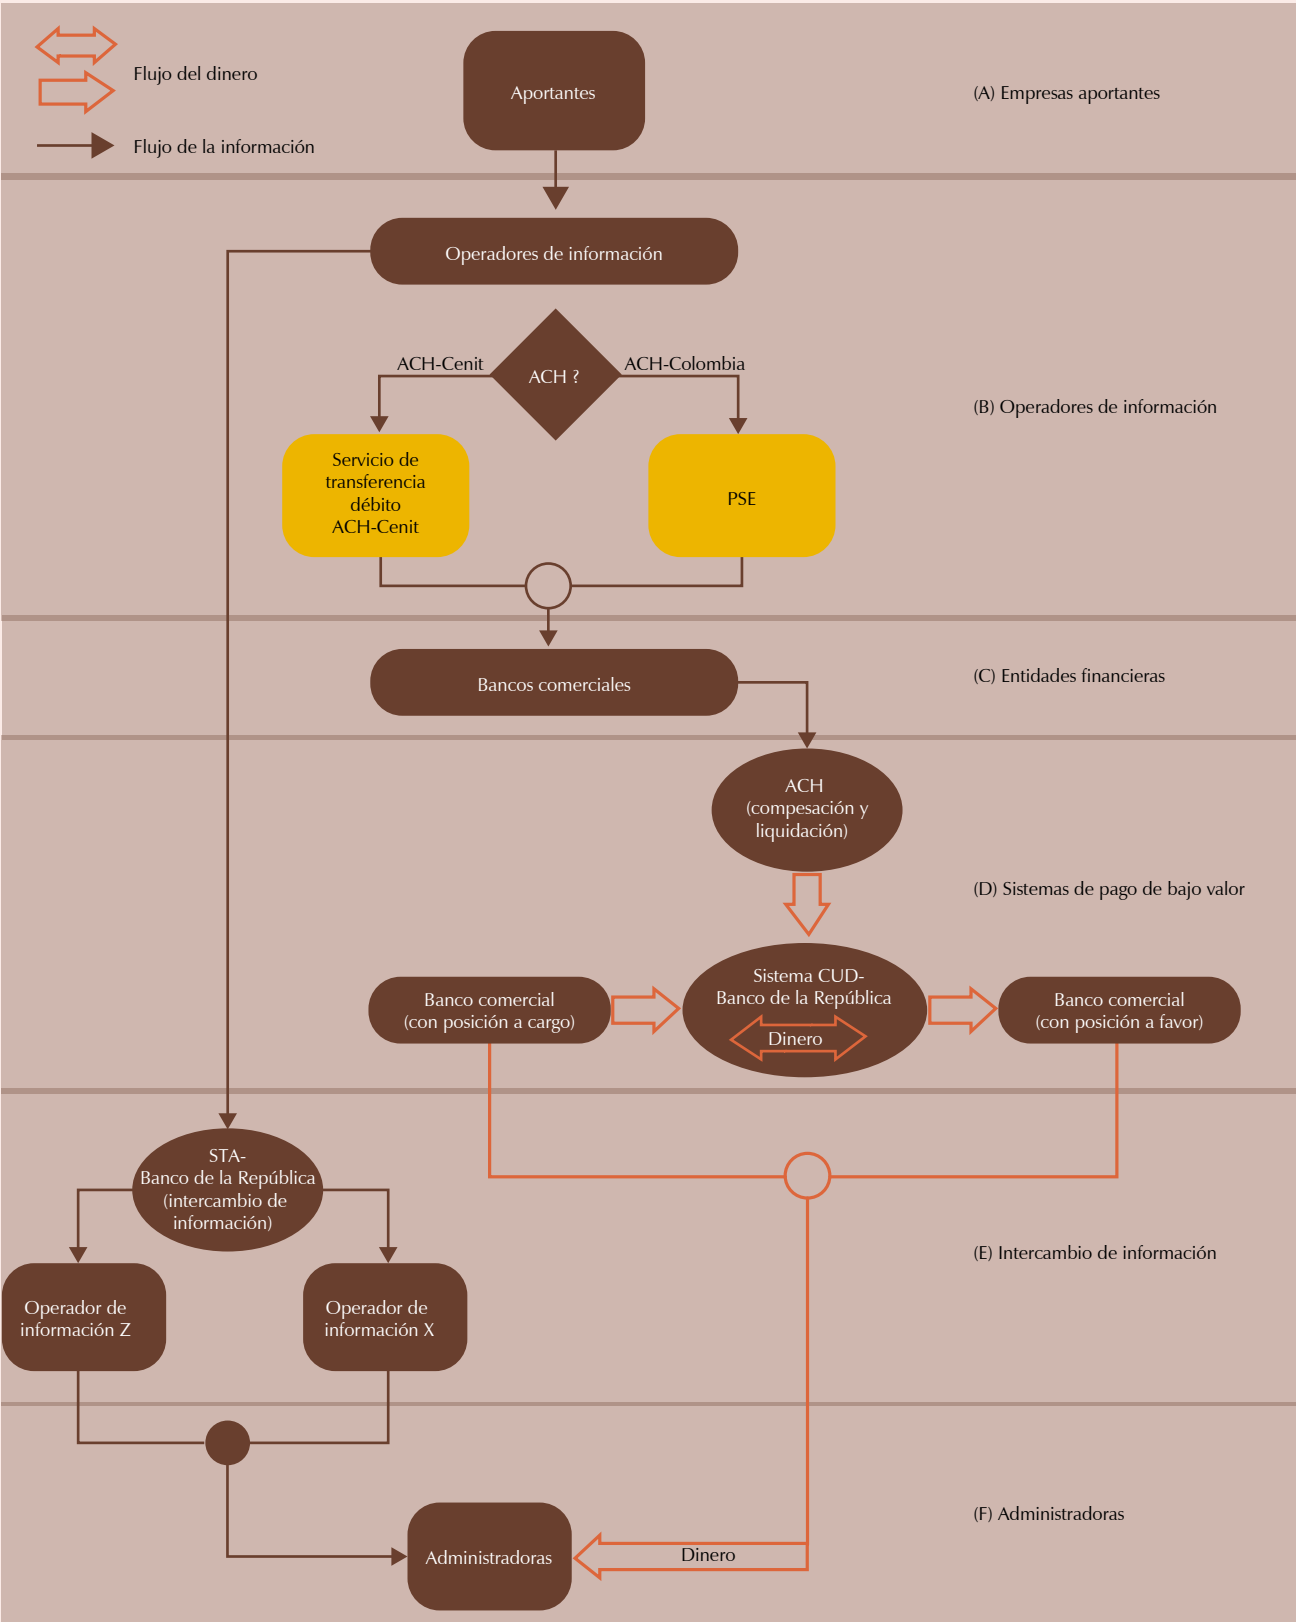 Flujo del dinero
Flujo de la información
Aportantes
(A) Empresas aportantes
Operadores de información
ACH-Cenit
ACH ?
ACH-Colombia
(B) Operadores de información
Servicio de
transferencia
débito
ACH-Cenit
PSE
Bancos comerciales
(C) Entidades financieras
ACH
(compesación y
liquidación)
(D) Sistemas de pago de bajo valor
Banco comercial
(con posición a cargo)
Sistema CUD-
Banco de la República
Dinero
Banco comercial
(con posición a favor)
STA-
Banco de la República
(intercambio de
información)
(E) Intercambio de información
Operador de
información Z
Operador de
información X
(F) Administradoras
Administradoras
Dinero